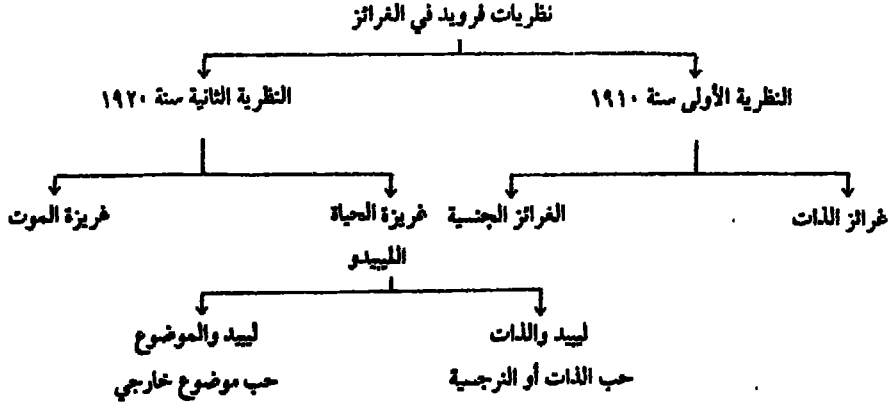 نظريات فرويد في الغرائز
النظرية الأولى سنة ١٩١٠
النظرية الثانية سنة ١٩٢٠
غرائز الذات
الغرائز الجنسية
غريزة الحياة
غريزة الموت
الليبيدو
ليبيد والذات
ليبيد والموضوع
حب الذات أو النرجسية
حب موضوع خارجي